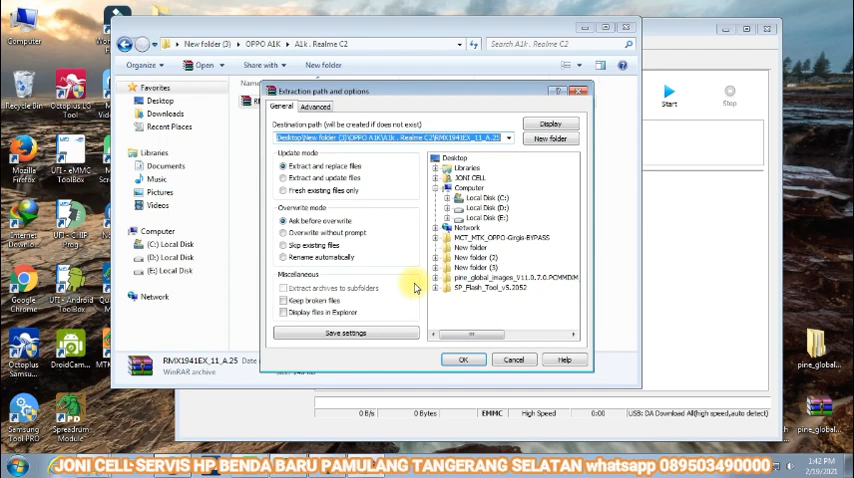 Computer
Recycle Bin
Octoplus LG
Tool
Mozilla
Firefox
UFI - eMMC
ToolBox
Interne...
Downlo...
UFI - CHIP
Prog...
Google
Chrome
UFI - Android
ToolBox
Octoplus
Samsu...
DroidCam...
MTK
Samsung
Tool PRO
Spreadrum
Module...
New folder (3)
OPPO A1K
A1k . Realme C2
Search A1k . Realme C2
Organize
Open
Share with
New folder
Favorites
Desktop
Downloads
Recent Places
Libraries
Documents
Music
Pictures
Videos
Computer
(C:) Local Disk
(D:) Local Disk
(E:) Local Disk
Network
RMX1941EX_11_A.25
WinRAR archive
Extraction path and options
General
Advanced
Destination path (will be created if does not exist)
Desktop\New folder (3)\OPPO A1K\A1k . Realme C2\RMX1941EX_11_A.25
Display
New folder
Update mode
Extract and replace files
Extract and update files
Fresh existing files only
Overwrite mode
Ask before overwrite
Overwrite without prompt
Skip existing files
Rename automatically
Miscellaneous
Extract archives to subfolders
Keep broken files
Display files in Explorer
Save settings
Desktop
Libraries
JONI CELL
Computer
Local Disk (C:)
Local Disk (D:)
Local Disk (E:)
Network
MCT_MTK_OPPO-Girgis-BYPASS
New folder
New folder (2)
New folder (3)
pine_global_images_V11.0.7.0.PCMMIXM
SP_Flash_Tool_v5.2052
OK
Cancel
Help
Start
Stop
0 B/s
0 Bytes
EMMC
High Speed
0:00
USB: DA Download All(high speed,auto detect)
pine_global...
pine_global...
JONI CELL-SERVIS HP BENDA BARU PAMULANG TANGERANG SELATAN whatsapp 089503490000
1:42 PM
2/19/2021